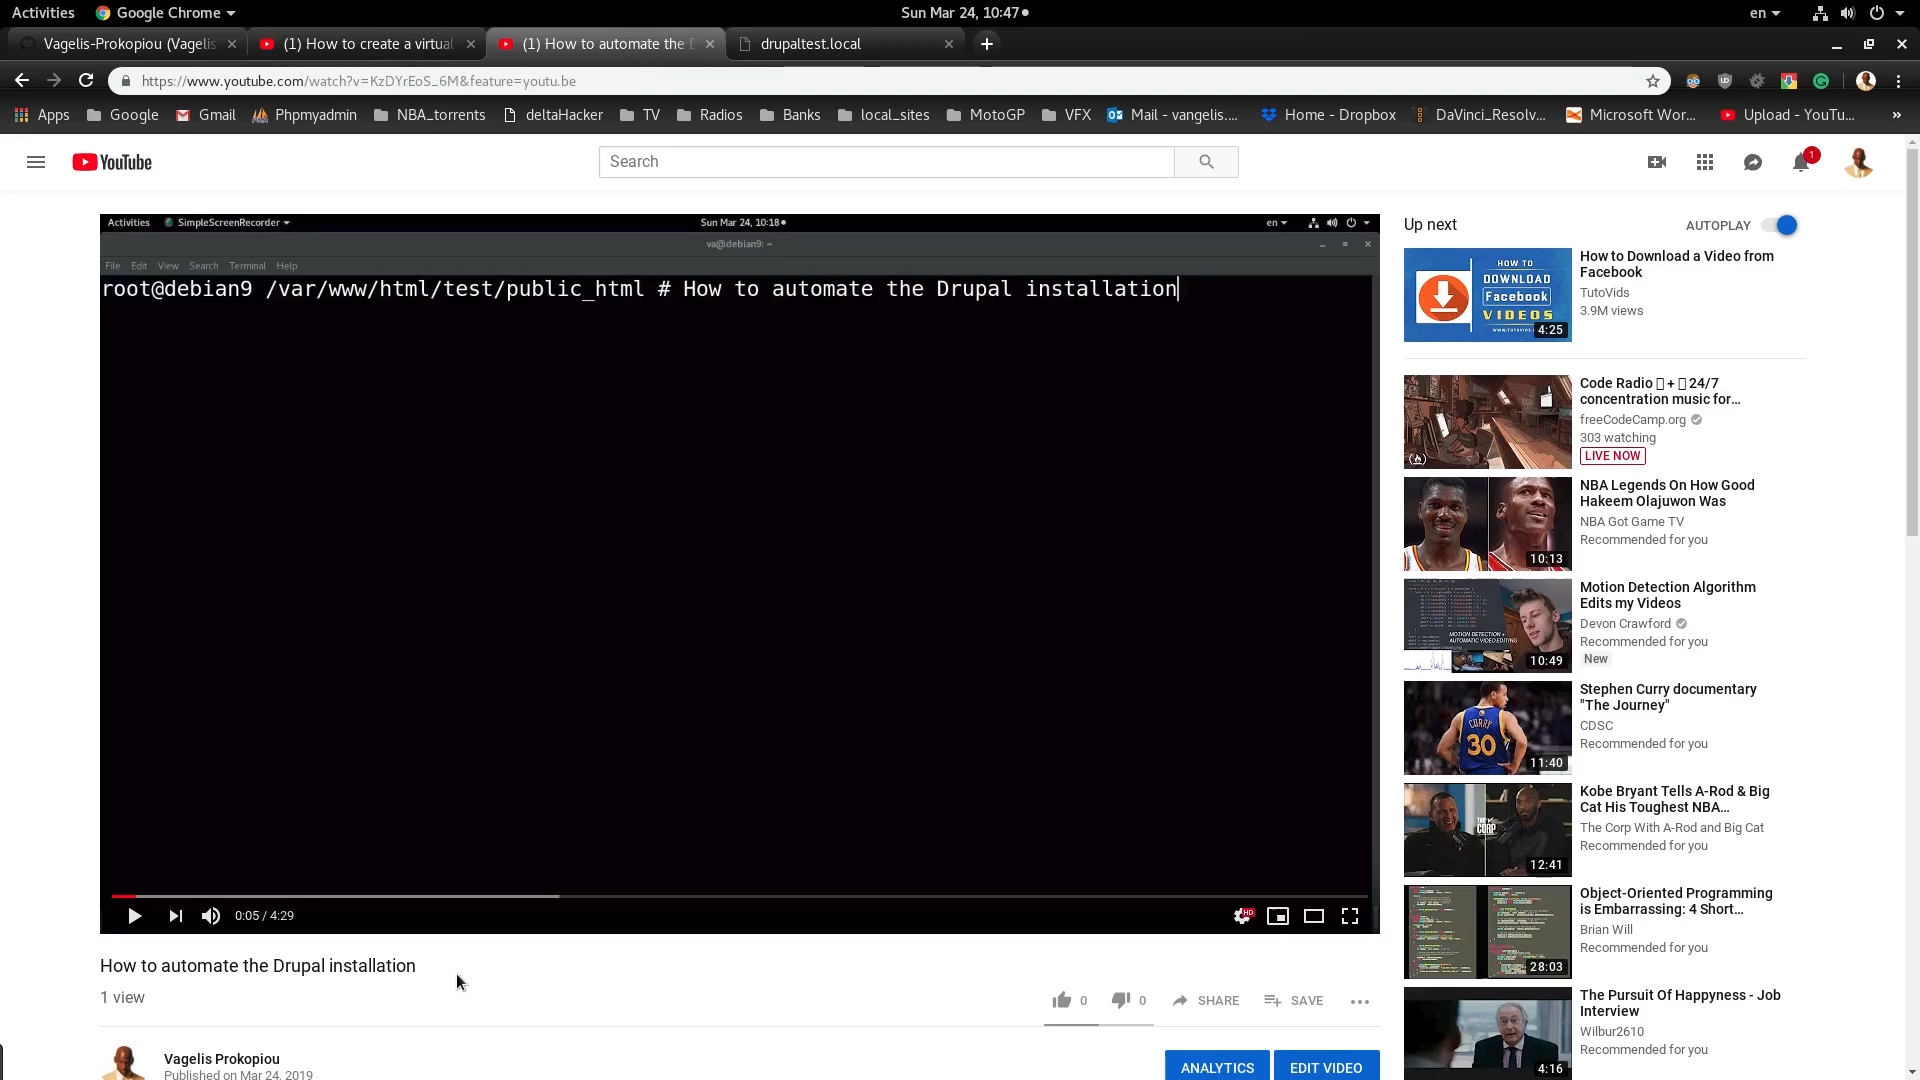 Activities Google Chrome Sun Mar 24, 10:47 en
Vagelis-Prokopiou (Vagelis (1) How to create a virtual (1) How to automate the D drupaltest.local
https://www.youtube.com/watch?v=KzDYrEoS_6M&feature=youtu.be
Apps Google Gmail Phpmyadmin NBA_torrents deltaHacker TV Radios Banks local_sites MotoGP VFX Mail - vangelis.... Home - Dropbox DaVinci_Resolv... Microsoft Wor... Upload - YouTu... »
YouTube Search 1
Activities SimpleScreenRecorder Sun Mar 24, 10:18 en
va@debian9: ~
File Edit View Search Terminal Help
root@debian9 /var/www/html/test/public_html # How to automate the Drupal installation
0:05 / 4:29 HD
How to automate the Drupal installation
1 view
0 0 SHARE SAVE
Vagelis Prokopiou
Published on Mar 24, 2019
ANALYTICS EDIT VIDEO
Up next AUTOPLAY
HOW TO
DOWNLOAD
Facebook
VIDEOS
4:25
How to Download a Video from
Facebook
TutoVids
3.9M views
Code Radio + 24/7
concentration music for...
freeCodeCamp.org
303 watching
LIVE NOW
10:13
NBA Legends On How Good
Hakeem Olajuwon Was
NBA Got Game TV
Recommended for you
MOTION DETECTION +
AUTOMATIC VIDEO EDITING
10:49
Motion Detection Algorithm
Edits my Videos
Devon Crawford
Recommended for you
New
CURRY
30
11:40
Stephen Curry documentary
"The Journey"
CDSC
Recommended for you
THE CORP
12:41
Kobe Bryant Tells A-Rod & Big
Cat His Toughest NBA...
The Corp With A-Rod and Big Cat
Recommended for you
28:03
Object-Oriented Programming
is Embarrassing: 4 Short...
Brian Will
Recommended for you
4:16
The Pursuit Of Happyness - Job
Interview
Wilbur2610
Recommended for you